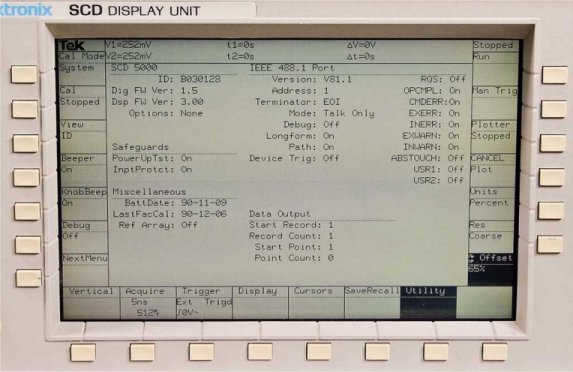 ktronix SCD DISPLAY UNIT
Tek V1=252mV t1=0s ΔV=0V Stopped
Cal Mode V2=252mV t2=0s Δt=0s Run
System SCD 5000 IEEE 488.1 Port
ID: B030128 Version: V81.1 RQS: Off
Cal Dig FW Ver: 1.5 Address: 1 OPCMPL: On Man Trig
Stopped Dsp FW Ver: 3.00 Terminator: EOI CMDERR: On
Options: None Mode: Talk Only EXERR: On
View Debug: Off INERR: On Plotter
ID Longform: On EXWARN: On Stopped
Safeguards Path: On INWARN: On
Beeper PowerUpTst: On Device Trig: Off ABSTOUCH: Off CANCEL
On InptProtct: On USR1: Off Plot
USR2: Off
KnobBeep Miscellaneous Units
On BattDate: 90-11-09 Percent
LastFacCal: 90-12-06 Data Output
Debug Ref Array: Off Start Record: 1 Res
Off Record Count: 1 Coarse
Start Point: 1
NextMenu Point Count: 0 Offset
65%
Vertical Acquire Trigger Display Cursors SaveRecall Utility
5ns Ext Trigd
512 ∫0V~